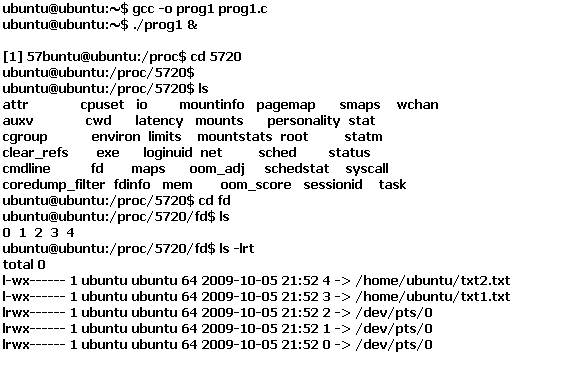 ubuntu@ubuntu:~$ gcc -o prog1 prog1.c
ubuntu@ubuntu:~$ ./prog1 &
[1] 57buntu@ubuntu:/proc$ cd 5720
ubuntu@ubuntu:/proc/5720$
ubuntu@ubuntu:/proc/5720$ ls
attr cpuset io mountinfo pagemap smaps wchan
auxv cwd latency mounts personality stat
cgroup environ limits mountstats root statm
clear_refs exe loginuid net sched status
cmdline fd maps oom_adj schedstat syscall
coredump_filter fdinfo mem oom_score sessionid task
ubuntu@ubuntu:/proc/5720$ cd fd
ubuntu@ubuntu:/proc/5720/fd$ ls
0 1 2 3 4
ubuntu@ubuntu:/proc/5720/fd$ ls -lrt
total 0
l-wx------ 1 ubuntu ubuntu 64 2009-10-05 21:52 4 -> /home/ubuntu/txt2.txt
l-wx------ 1 ubuntu ubuntu 64 2009-10-05 21:52 3 -> /home/ubuntu/txt1.txt
lrwx------ 1 ubuntu ubuntu 64 2009-10-05 21:52 2 -> /dev/pts/0
lrwx------ 1 ubuntu ubuntu 64 2009-10-05 21:52 1 -> /dev/pts/0
lrwx------ 1 ubuntu ubuntu 64 2009-10-05 21:52 0 -> /dev/pts/0